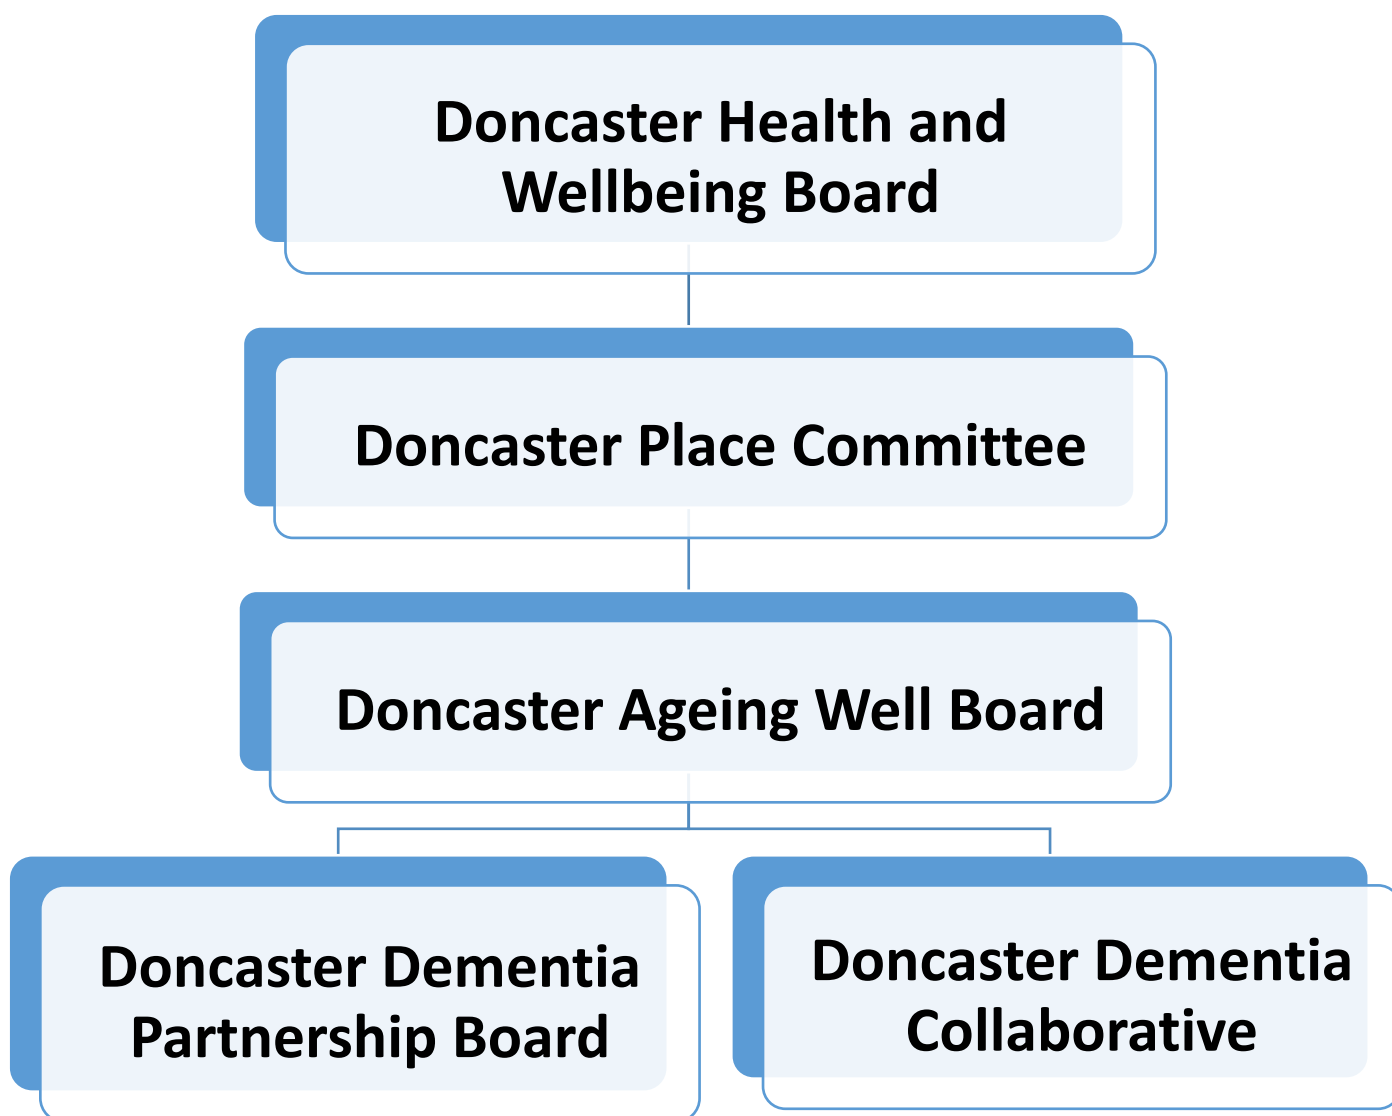 Doncaster Health and
Wellbeing Board
Doncaster Place Committee
Doncaster Ageing Well Board
Doncaster Dementia
Partnership Board
Doncaster Dementia
Collaborative